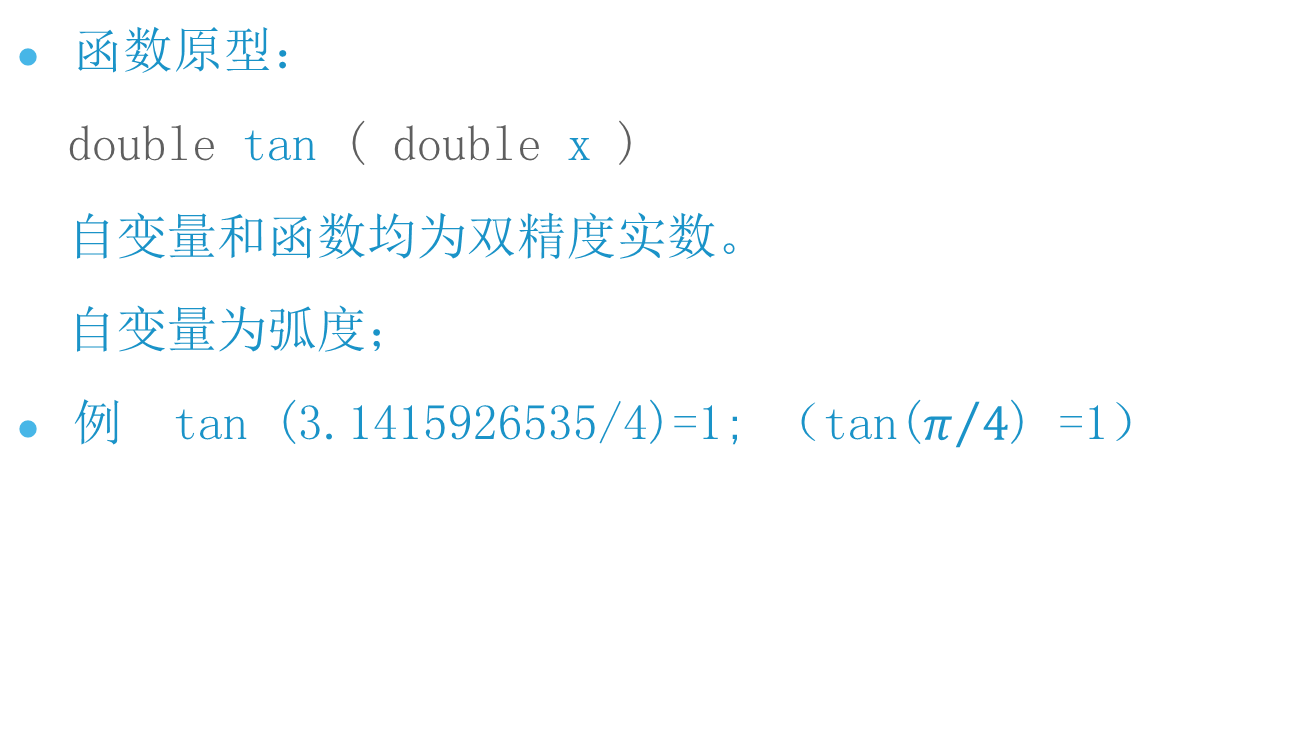 ● 函数原型：
double tan ( double x )
自变量和函数均为双精度实数。
自变量为弧度；
● 例 tan (3.1415926535/4)=1; （tan(π/4) =1）